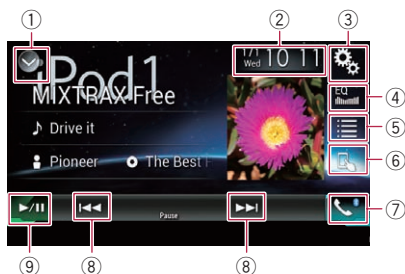 ① ② ③
1/1 Wed 10 11
iPod1
MIXTRAX Free
EQ
④
Drive it
⑤
Pioneer The Best
⑥
Pause
⑦
⑨ ⑧ ⑧